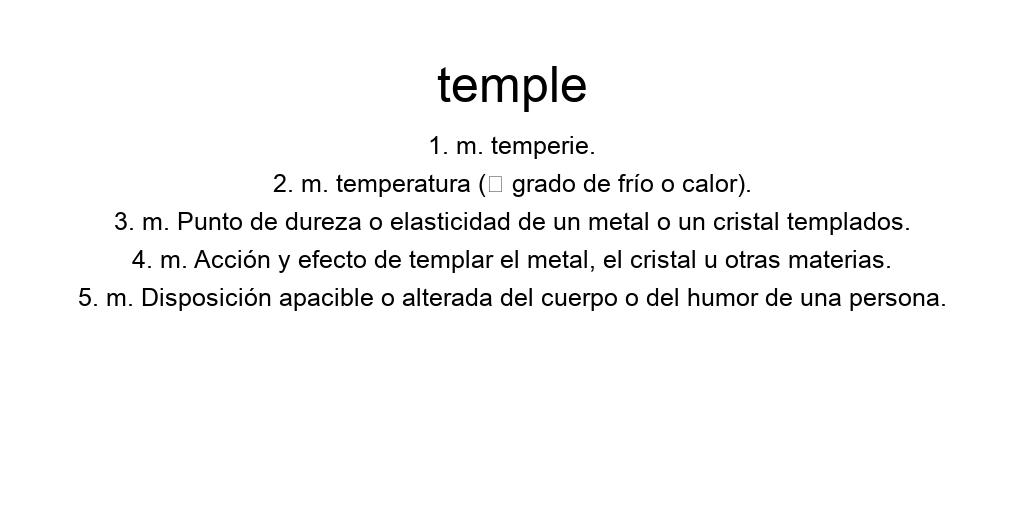 temple
1. m. temperie.
2. m. temperatura (▯ grado de frío o calor).
3. m. Punto de dureza o elasticidad de un metal o un cristal templados.
4. m. Acción y efecto de templar el metal, el cristal u otras materias.
5. m. Disposición apacible o alterada del cuerpo o del humor de una persona.